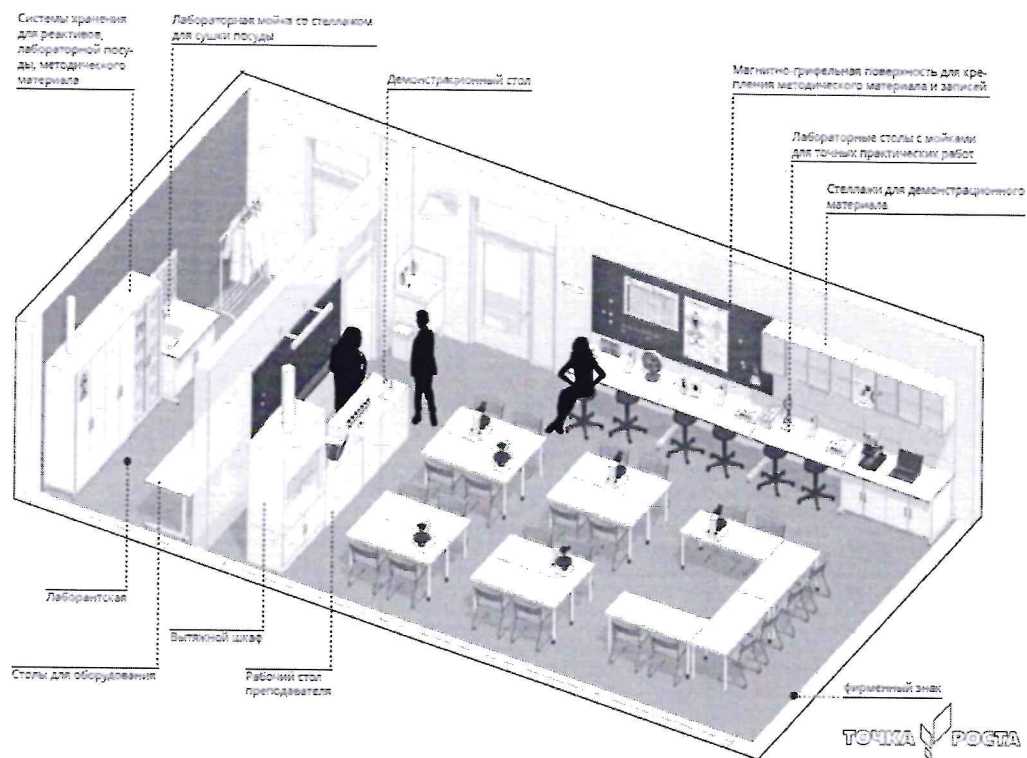 Системы хранения
для реактивов,
лабораторной посу-
ды, методического
материала
Лабораторная мойка со стеллажом
для сушки посуды
Демонстрационный стол
Магнитно-грифельная поверхность для кре-
пления методического материала и записей
Лабораторные столы с мойками
для точных практических работ
Стеллажи для демонстрационного
материала
Лаборантская
Вытяжной шкаф
Столы для оборудования
Рабочий стол
преподавателя
фирменный знак
ТОЧКА РОСТА